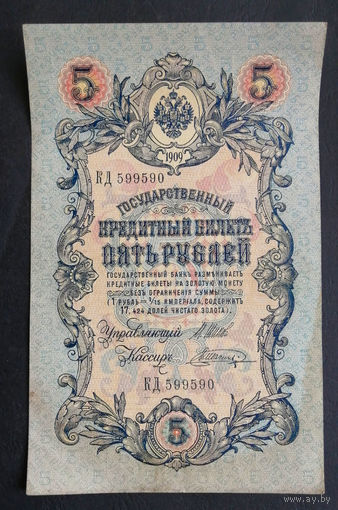 5 5
1909
КД 599590
ГОСУДАРСТВЕННЫЙ
КРЕДИТНЫЙ БИЛЕТЪ
ПЯТЬ РУБЛЕЙ
ГОСУДАРСТВЕННЫЙ БАНКЪ РАЗМѢНИВАЕТЪ
КРЕДИТНЫЕ БИЛЕТЫ НА ЗОЛОТУЮ МОНЕТУ
БЕЗЪ ОГРАНИЧЕНІЯ СУММЫ
(1 РУБЛЬ = 1/15 ИМПЕРІАЛА, СОДЕРЖИТЪ
17,424 ДОЛЕЙ ЧИСТАГО ЗОЛОТА).
Управляющій
Кассиръ
КД 599590
5
www.ay.by